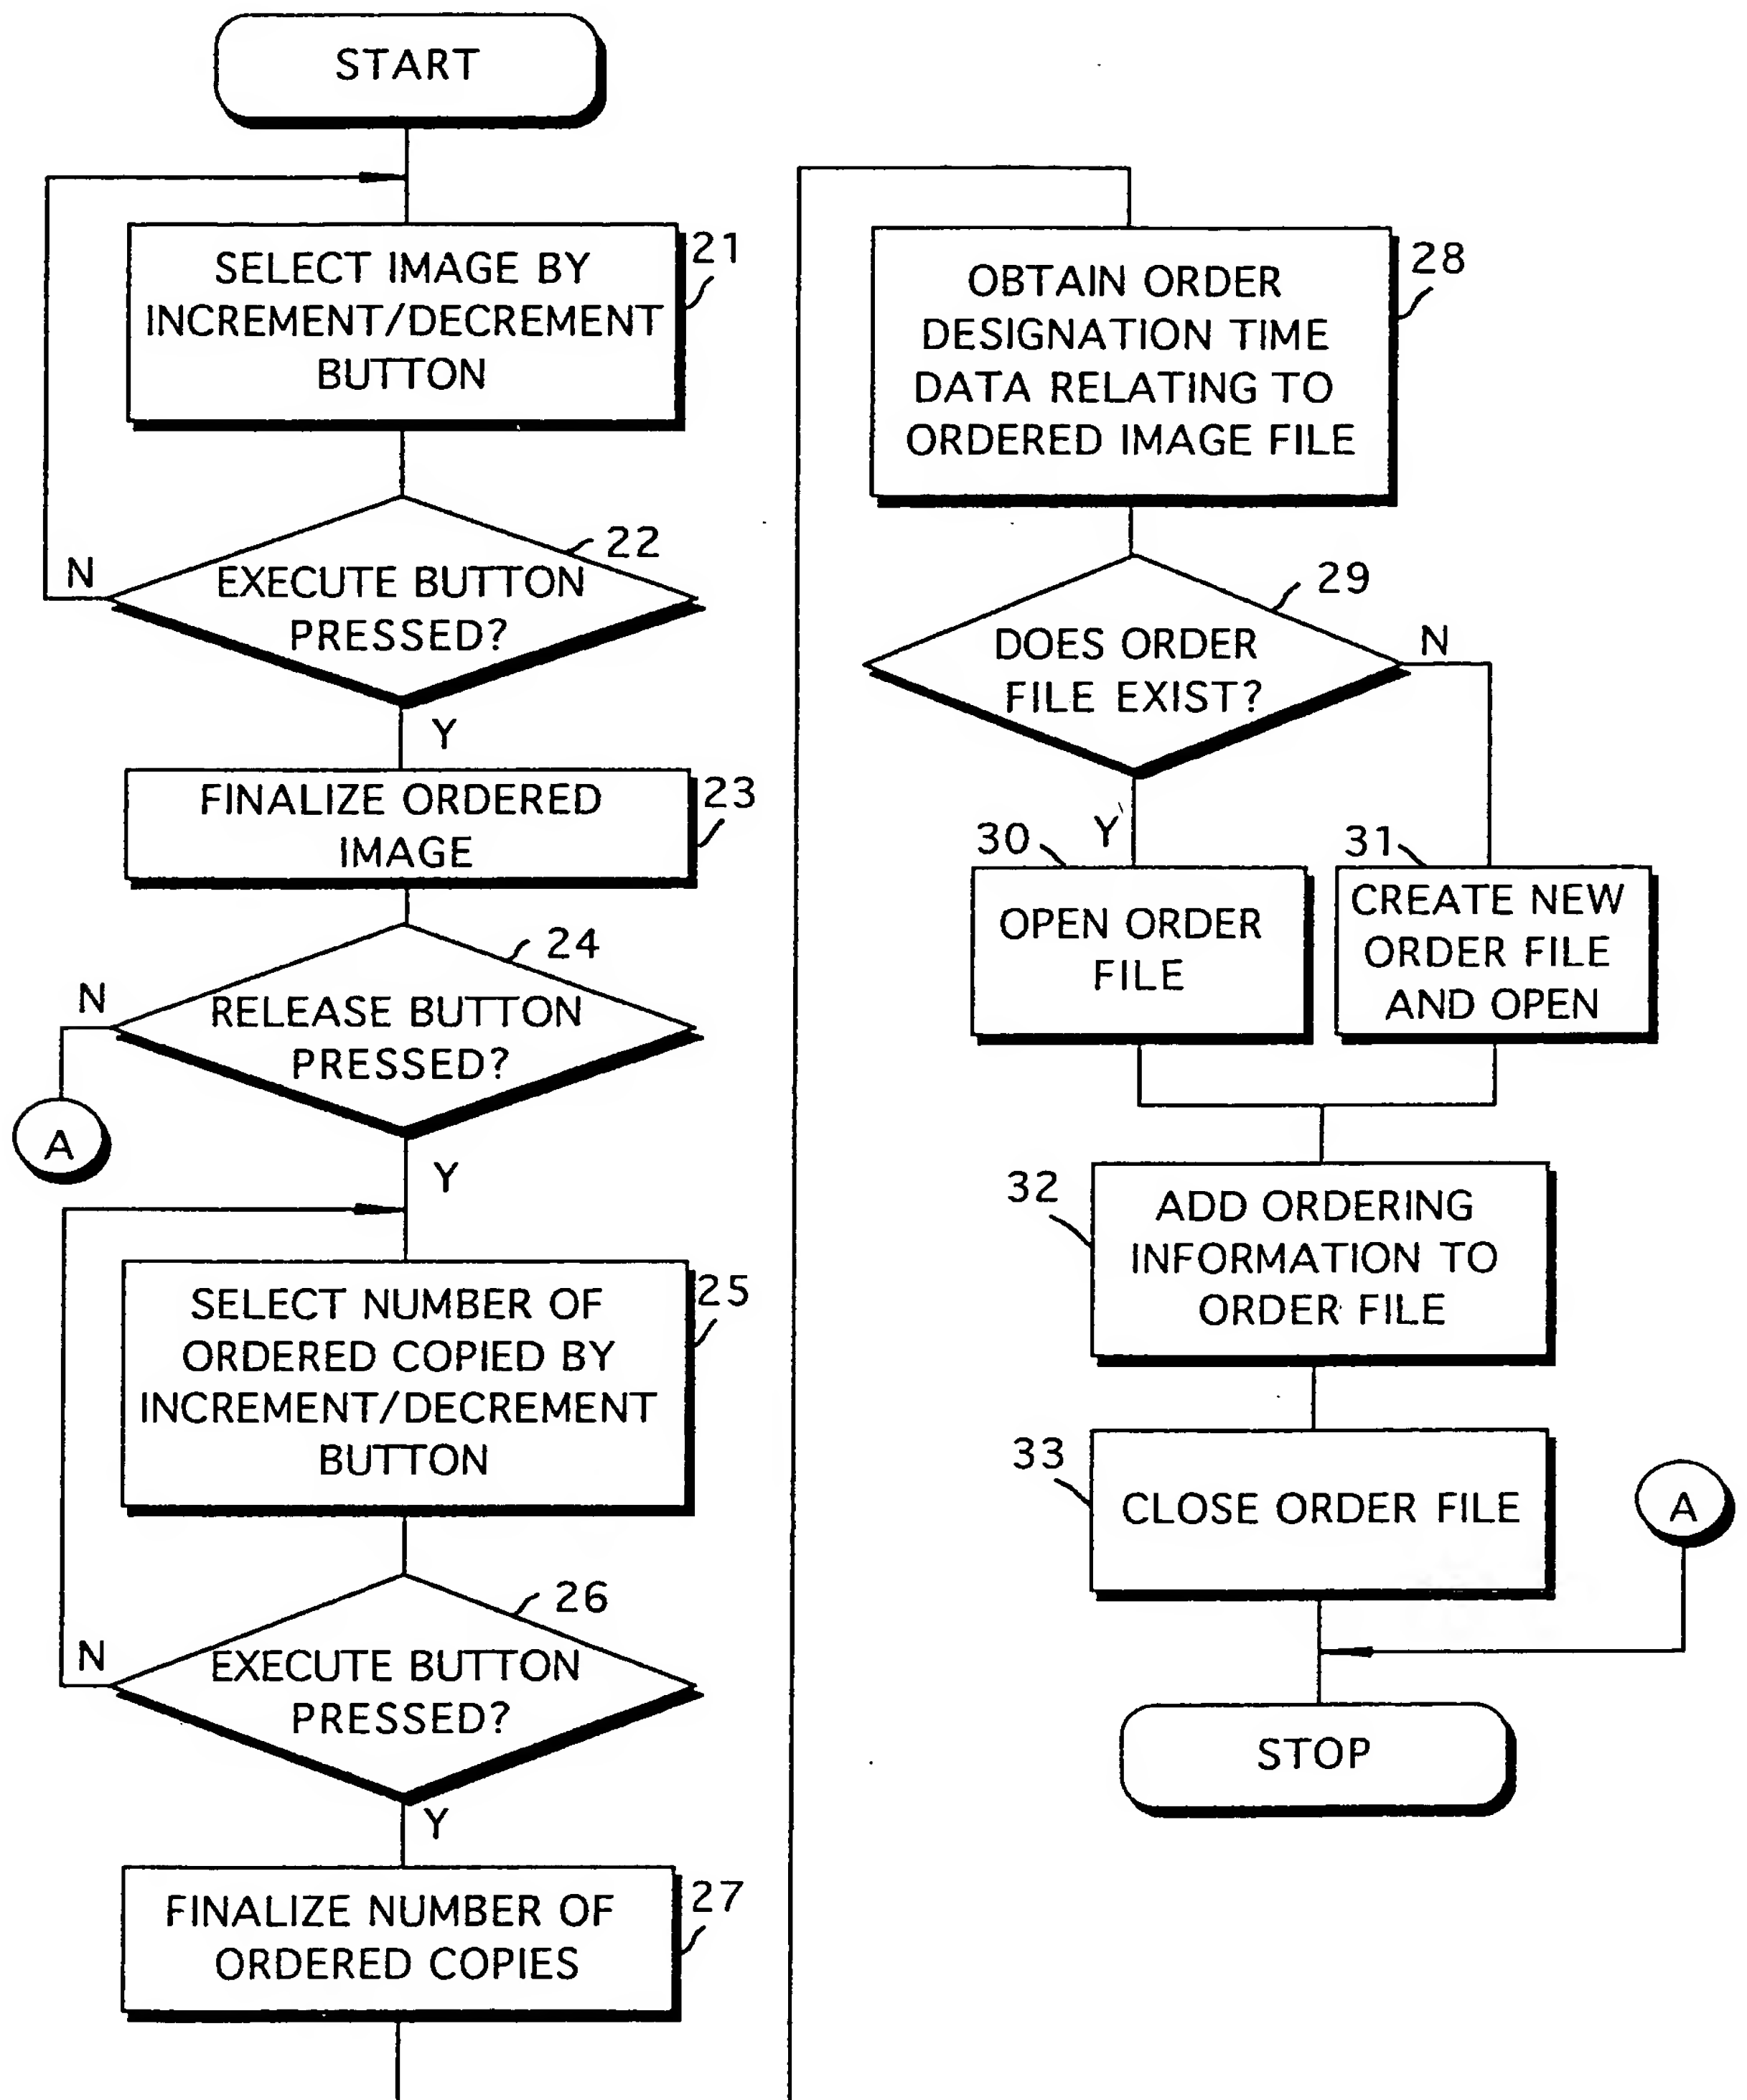 START
SELECT IMAGE BY
INCREMENT/DECREMENT
BUTTON
21
22
N
EXECUTE BUTTON
PRESSED?
Y
FINALIZE ORDERED
IMAGE
23
24
N
RELEASE BUTTON
PRESSED?
A
Y
SELECT NUMBER OF
ORDERED COPIED BY
INCREMENT/DECREMENT
BUTTON
25
26
N
EXECUTE BUTTON
PRESSED?
Y
FINALIZE NUMBER OF
ORDERED COPIES
27
OBTAIN ORDER
DESIGNATION TIME
DATA RELATING TO
ORDERED IMAGE FILE
28
29
DOES ORDER
FILE EXIST?
N
Y
30
OPEN ORDER
FILE
31
CREATE NEW
ORDER FILE
AND OPEN
32
ADD ORDERING
INFORMATION TO
ORDER FILE
33
CLOSE ORDER FILE
A
STOP